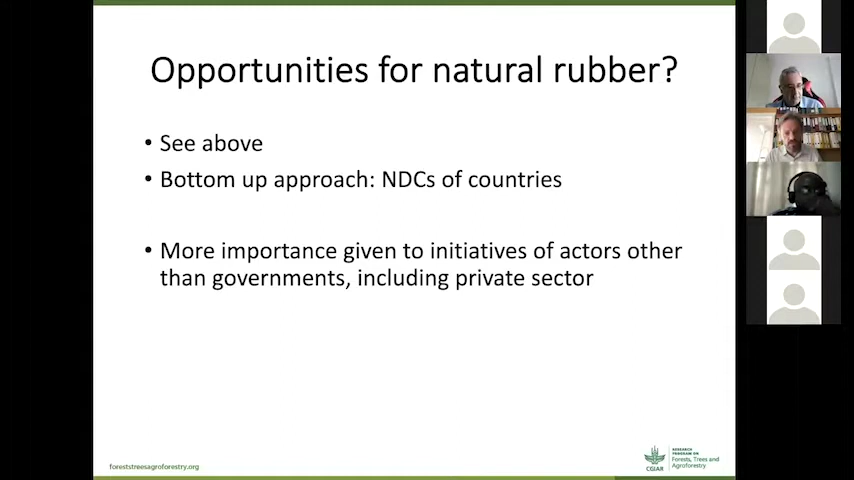 Opportunities for natural rubber?
• See above
• Bottom up approach: NDCs of countries
• More importance given to initiatives of actors other
than governments, including private sector
foreststreesagroforestry.org
CGIAR
RESEARCH
PROGRAM ON
Forests, Trees and
Agroforestry